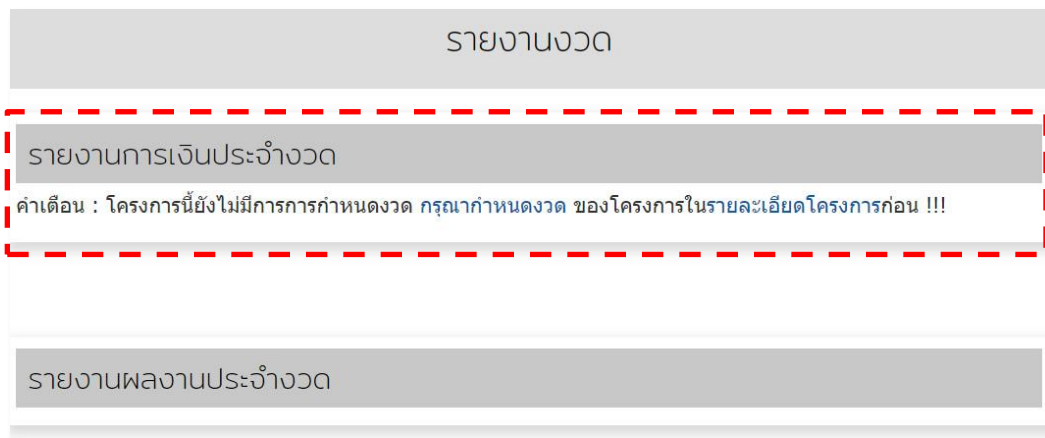 รายงานงวด
รายงานการเงินประจำงวด
คำเตือน : โครงการนี้ยังไม่มีการการกำหนดงวด กรุณากำหนดงวด ของโครงการในรายละเอียดโครงการก่อน !!!
รายงานผลงานประจำงวด